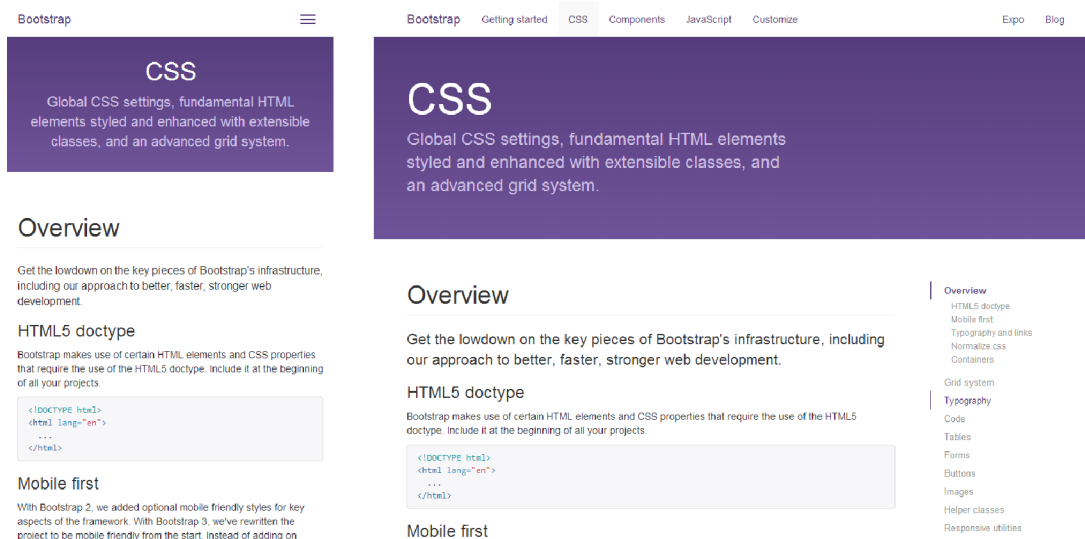 Bootstrap
CSS
Global CSS settings, fundamental HTML
elements styled and enhanced with extensible
classes, and an advanced grid system.
Overview
Get the lowdown on the key pieces of Bootstrap's infrastructure,
including our approach to better, faster, stronger web
development.
HTML5 doctype
Bootstrap makes use of certain HTML elements and CSS properties
that require the use of the HTML5 doctype. Include it at the beginning
of all your projects.
<!DOCTYPE html>
<html lang="en">
...
</html>
Mobile first
With Bootstrap 2, we added optional mobile friendly styles for key
aspects of the framework. With Bootstrap 3, we've rewritten the
project to be mobile friendly from the start. Instead of adding on
Bootstrap Getting started CSS Components JavaScript Customize Expo Blog
CSS
Global CSS settings, fundamental HTML elements
styled and enhanced with extensible classes, and
an advanced grid system.
Overview
Get the lowdown on the key pieces of Bootstrap's infrastructure, including
our approach to better, faster, stronger web development.
HTML5 doctype
Bootstrap makes use of certain HTML elements and CSS properties that require the use of the HTML5
doctype. Include it at the beginning of all your projects.
<!DOCTYPE html>
<html lang="en">
...
</html>
Mobile first
Overview
HTML5 doctype
Mobile first
Typography and links
Normalize.css
Containers
Grid system
Typography
Code
Tables
Forms
Buttons
Images
Helper classes
Responsive utilities